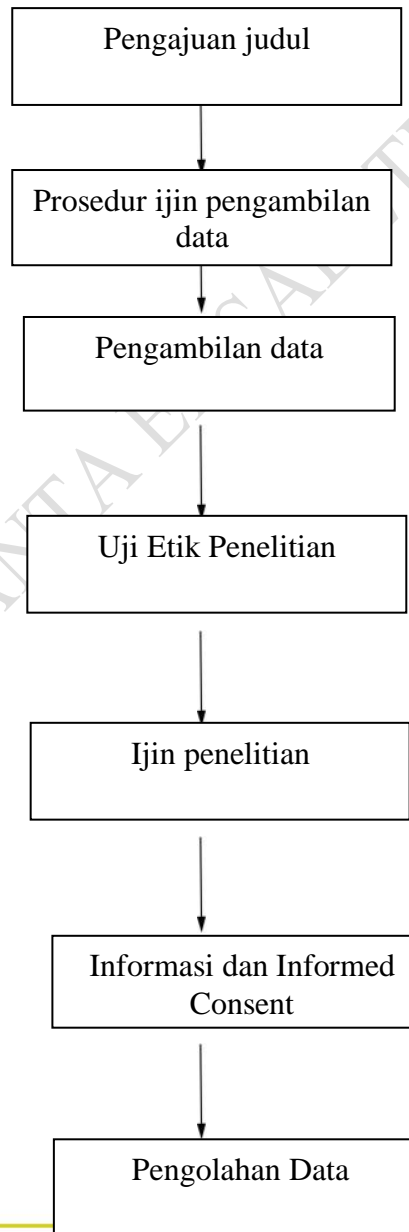 Pengajuan judul
Prosedur ijin pengambilan
data
Pengambilan data
Uji Etik Penelitian
Ijin penelitian
Informasi dan Informed
Consent
Pengolahan Data